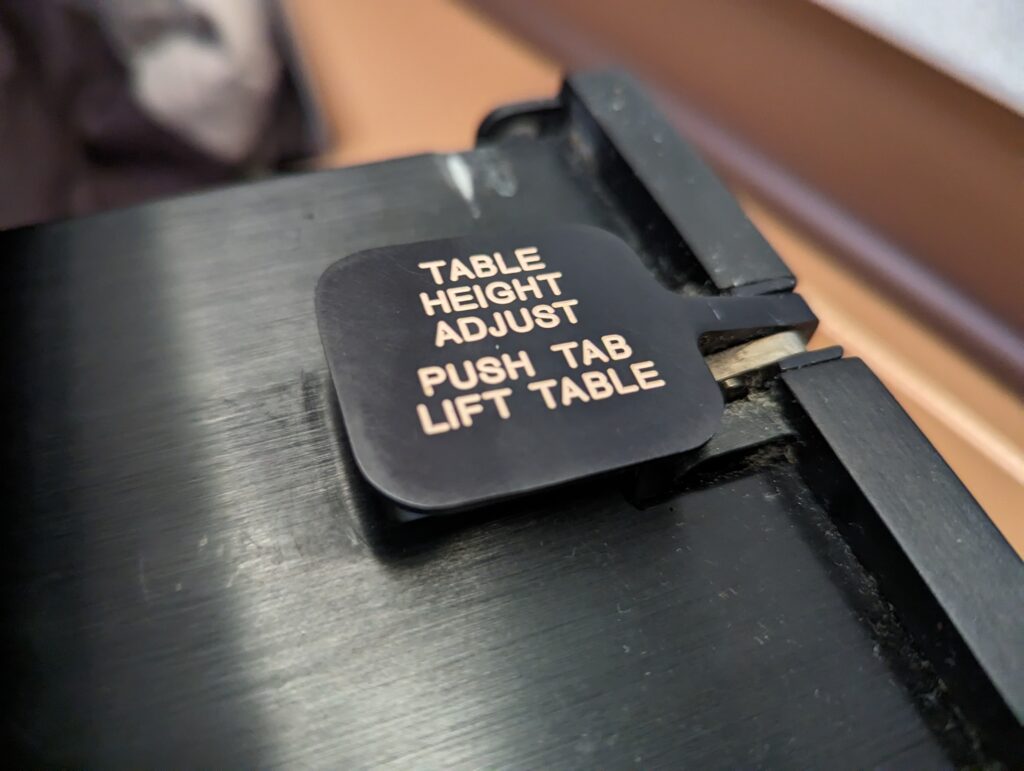 TABLE
HEIGHT
ADJUST
PUSH TAB
LIFT TABLE